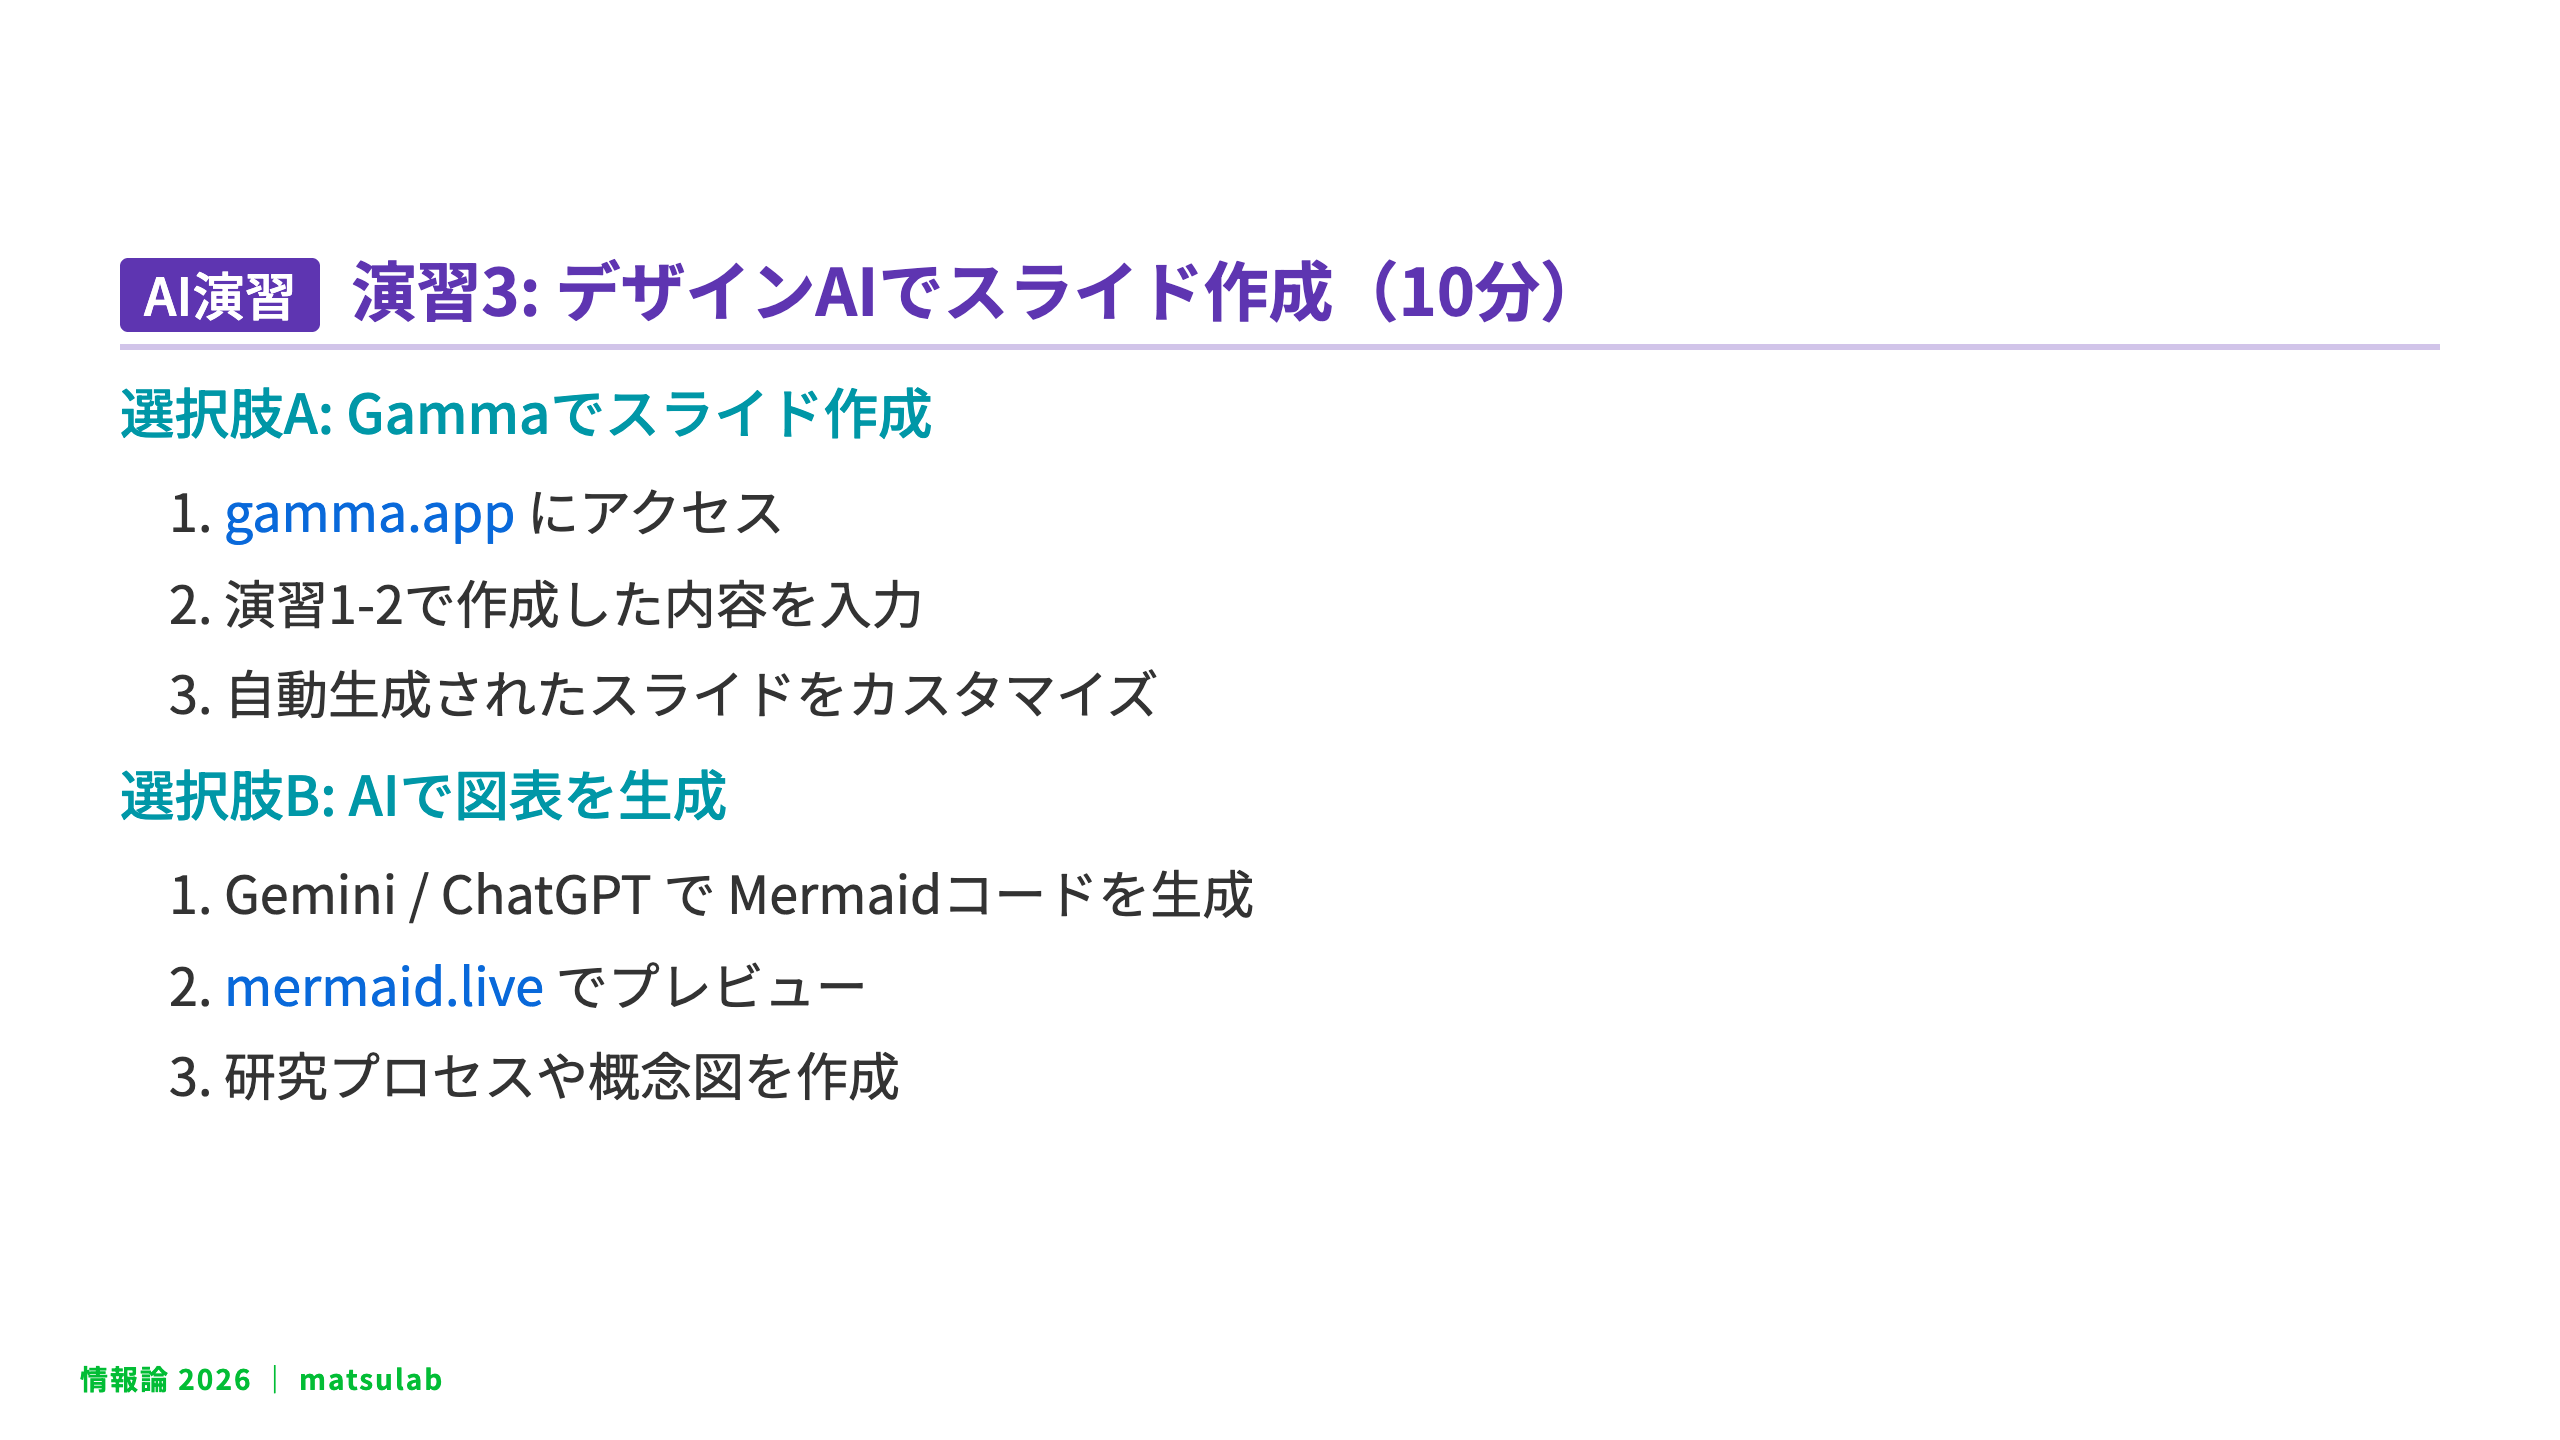 AI演習 演習3: デザインAIでスライド作成（10分）
選択肢A: Gammaでスライド作成
1. gamma.app にアクセス
2. 演習1-2で作成した内容を入力
3. 自動生成されたスライドをカスタマイズ
選択肢B: AIで図表を生成
1. Gemini / ChatGPT で Mermaidコードを生成
2. mermaid.live でプレビュー
3. 研究プロセスや概念図を作成
情報論 2026 ｜ matsulab